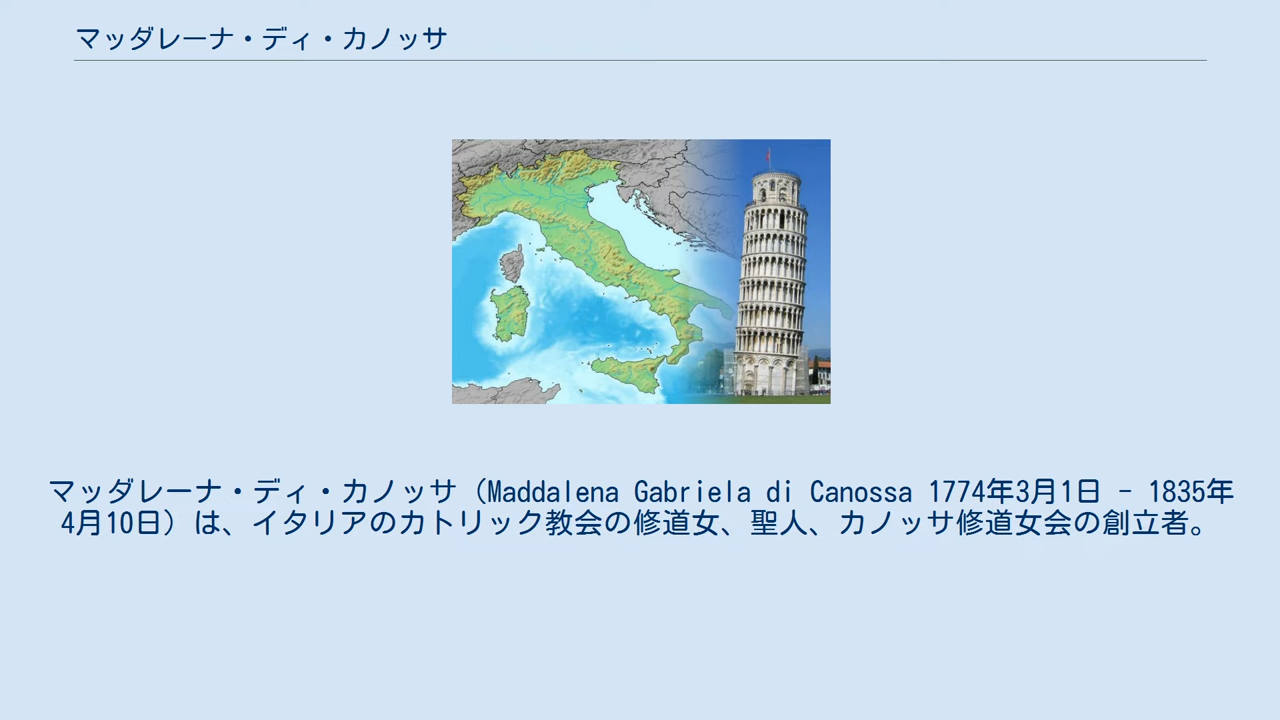 マッダレーナ・ディ・カノッサ
マッダレーナ・ディ・カノッサ（Maddalena Gabriela di Canossa 1774年3月1日 - 1835年
4月10日）は、イタリアのカトリック教会の修道女、聖人、カノッサ修道女会の創立者。